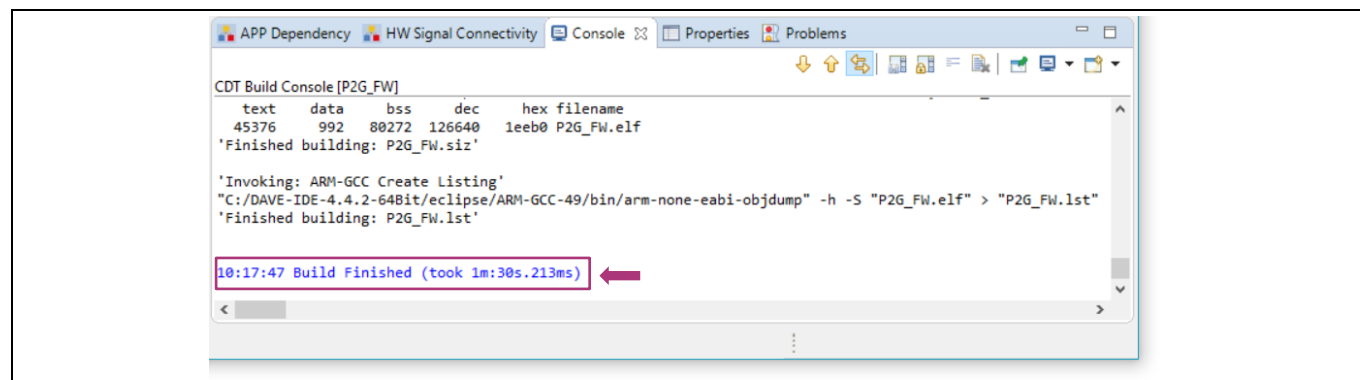 APP Dependency HW Signal Connectivity Console Properties Problems
CDT Build Console [P2G_FW]
text data bss dec hex filename
45376 992 80272 126640 1eeb0 P2G_FW.elf
'Finished building: P2G_FW.siz'
'Invoking: ARM-GCC Create Listing'
"C:/DAVE-IDE-4.4.2-64Bit/eclipse/ARM-GCC-49/bin/arm-none-eabi-objdump" -h -S "P2G_FW.elf" > "P2G_FW.lst"
'Finished building: P2G_FW.lst'
10:17:47 Build Finished (took 1m:30s.213ms)